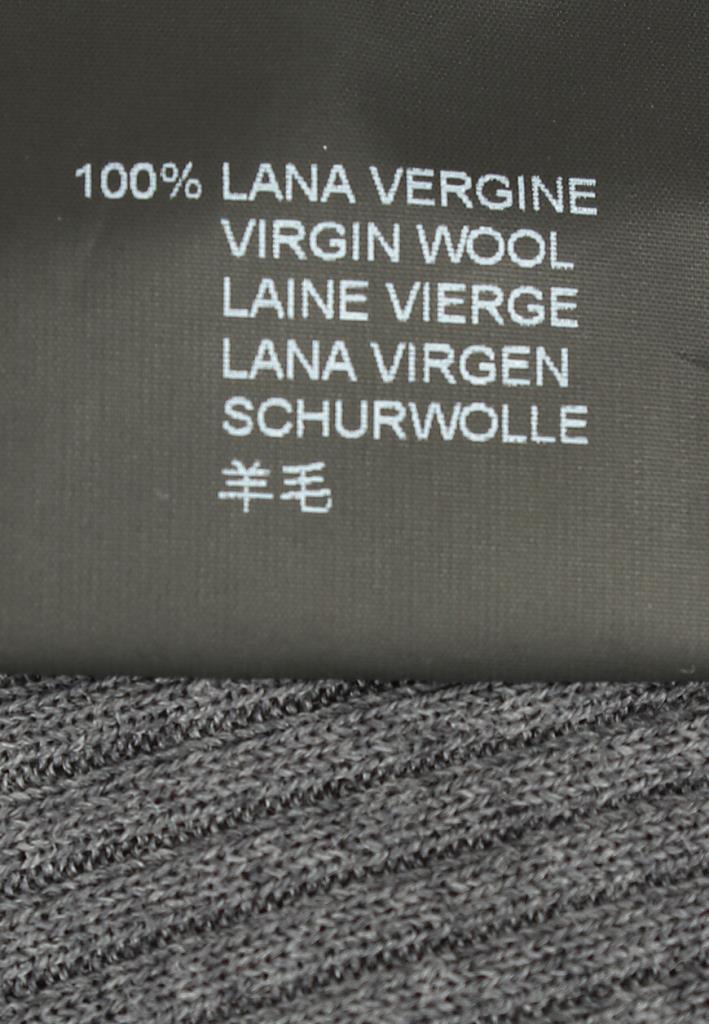 100% LANA VERGINE
VIRGIN WOOL
LAINE VIERGE
LANA VIRGEN
SCHURWOLLE
羊毛